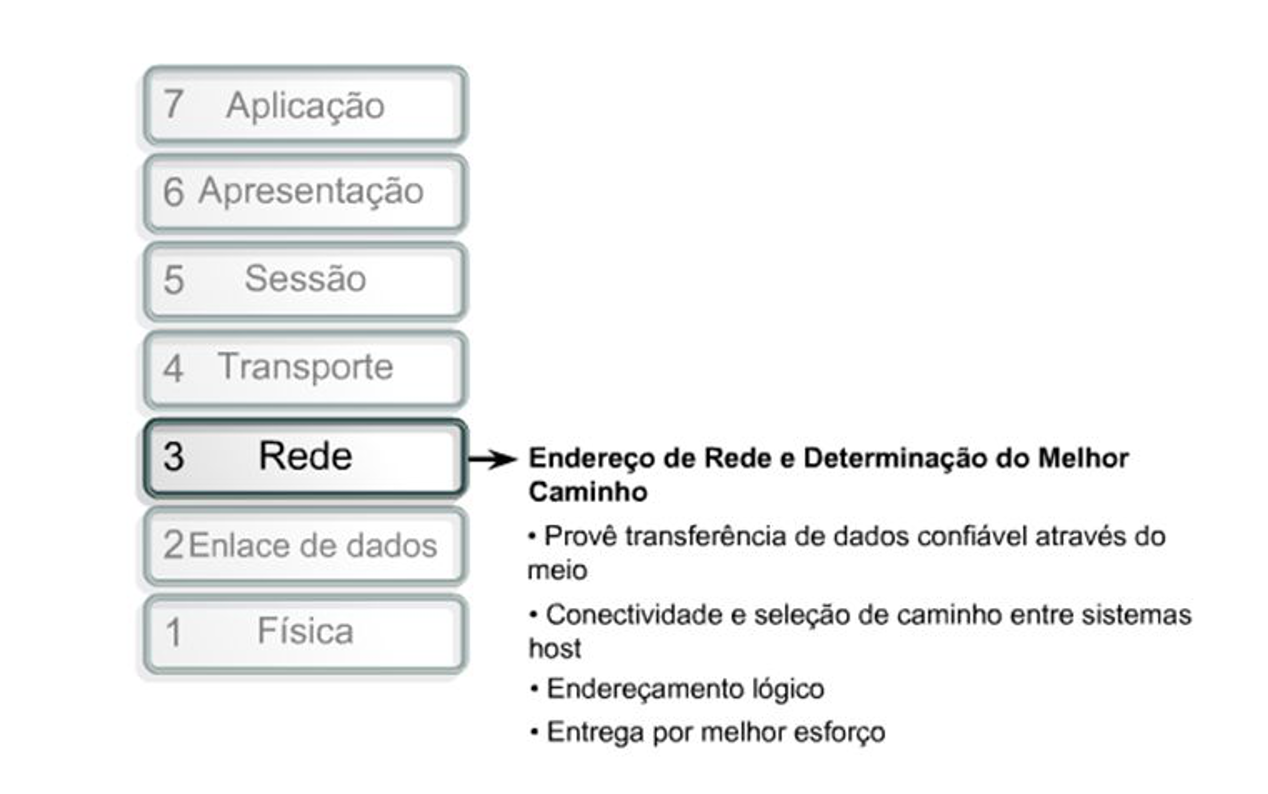 7 Aplicação
6 Apresentação
5 Sessão
4 Transporte
3 Rede
Endereço de Rede e Determinação do Melhor
Caminho
• Provê transferência de dados confiável através do
meio
• Conectividade e seleção de caminho entre sistemas
host
• Endereçamento lógico
• Entrega por melhor esforço
2 Enlace de dados
1 Física